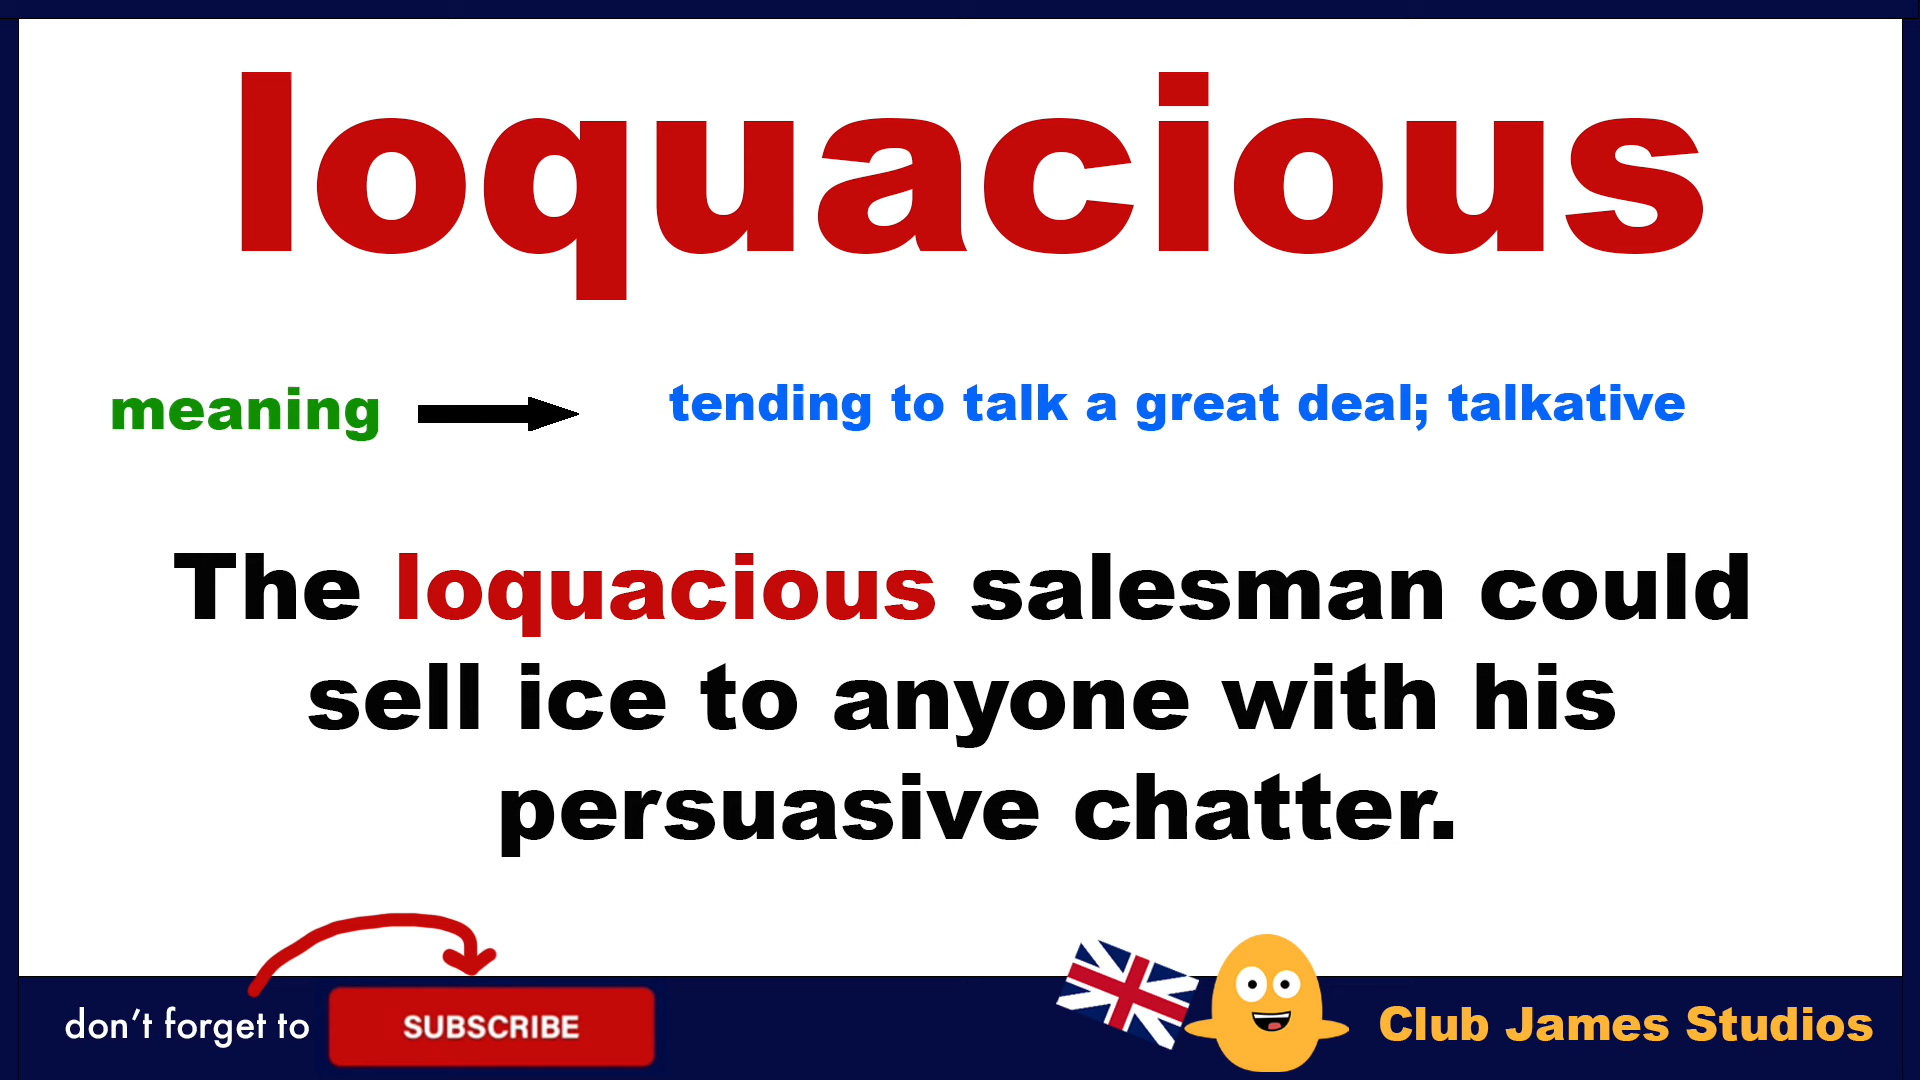 loquacious
meaning
tending to talk a great deal; talkative
The loquacious salesman could
sell ice to anyone with his
persuasive chatter.
don't forget to
SUBSCRIBE
Club James Studios